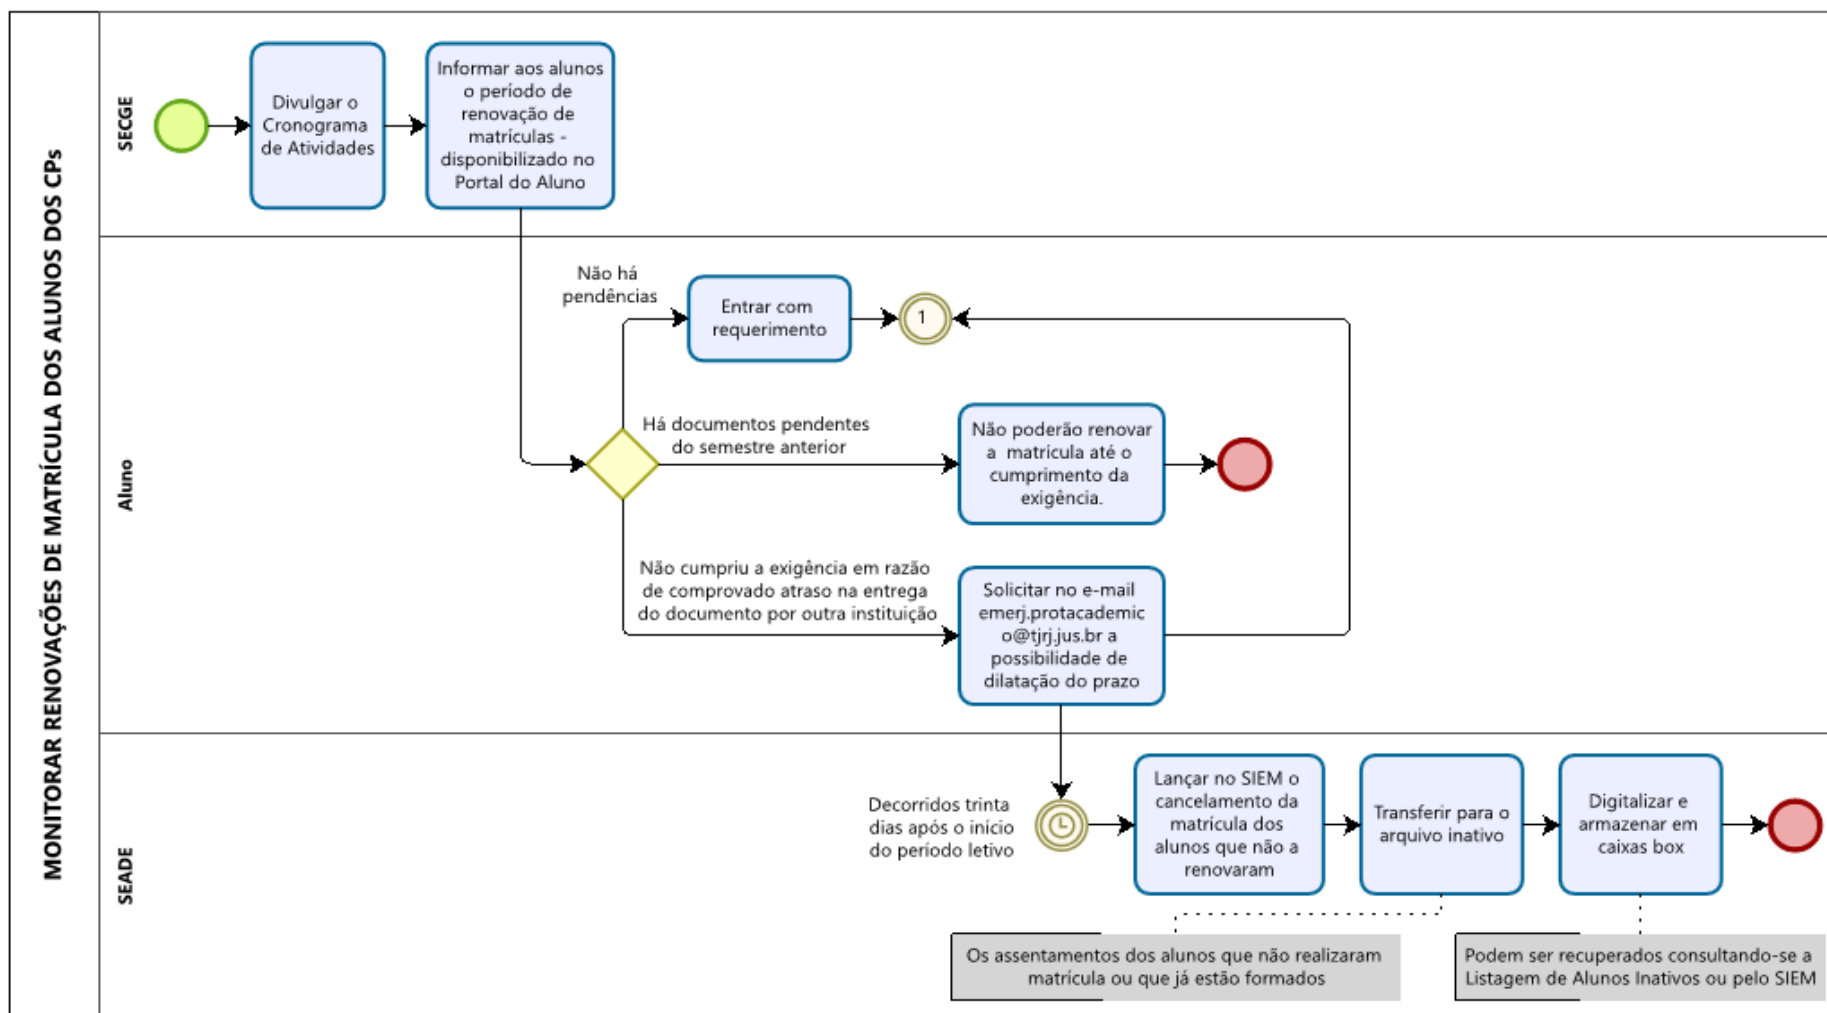 MONITORAR RENOVAÇÕES DE MATRÍCULA DOS ALUNOS DOS CPs
SECGE
Divulgar o
Cronograma
de Atividades
Informar aos alunos
o período de
renovação de
matrículas -
disponibilizado no
Portal do Aluno
Aluno
Não há
pendências
Entrar com
requerimento
1
Há documentos pendentes
do semestre anterior
Não poderão renovar
a matrícula até o
cumprimento da
exigência.
Não cumpriu a exigência em razão
de comprovado atraso na entrega
do documento por outra instituição
Solicitar no e-mail
emerj.protacademic
o@tjrj.jus.br a
possibilidade de
dilatação do prazo
SEADE
Decorridos trinta
dias após o início
do período letivo
Lançar no SIEM o
cancelamento da
matrícula dos
alunos que não a
renovaram
Transferir para o
arquivo inativo
Digitalizar e
armazenar em
caixas box
Os assentamentos dos alunos que não realizaram
matrícula ou que já estão formados
Podem ser recuperados consultando-se a
Listagem de Alunos Inativos ou pelo SIEM